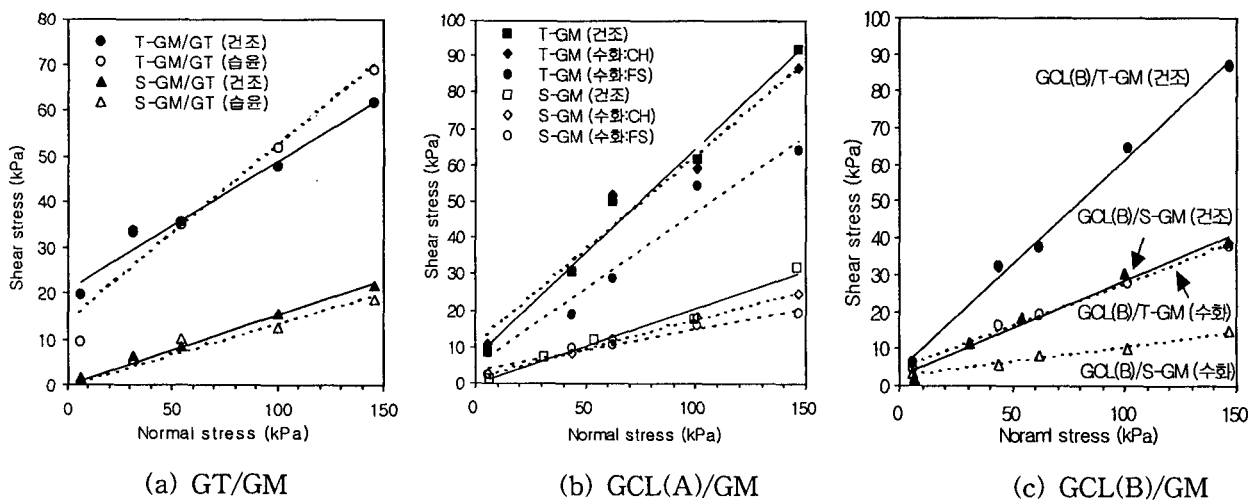 80
70
60
50
40
30
20
10
0
Shear stress (kPa)
T-GM/GT (건조)
T-GM/GT (습윤)
S-GM/GT (건조)
S-GM/GT (습윤)
0
50
100
150
Normal stress (kPa)
(a) GT/GM
100
90
80
70
60
50
40
30
20
10
0
Shear stress (kPa)
T-GM (건조)
T-GM (수화:CH)
T-GM (수화:FS)
S-GM (건조)
S-GM (수화:CH)
S-GM (수화:FS)
0
50
100
150
Normal stress (kPa)
(b) GCL(A)/GM
100
90
80
70
60
50
40
30
20
10
0
Shear stress (kPa)
GCL(B)/T-GM (건조)
GCL(B)/S-GM (건조)
GCL(B)/T-GM (수화)
GCL(B)/S-GM (수화)
0
50
100
150
Noraml stress (kPa)
(c) GCL(B)/GM